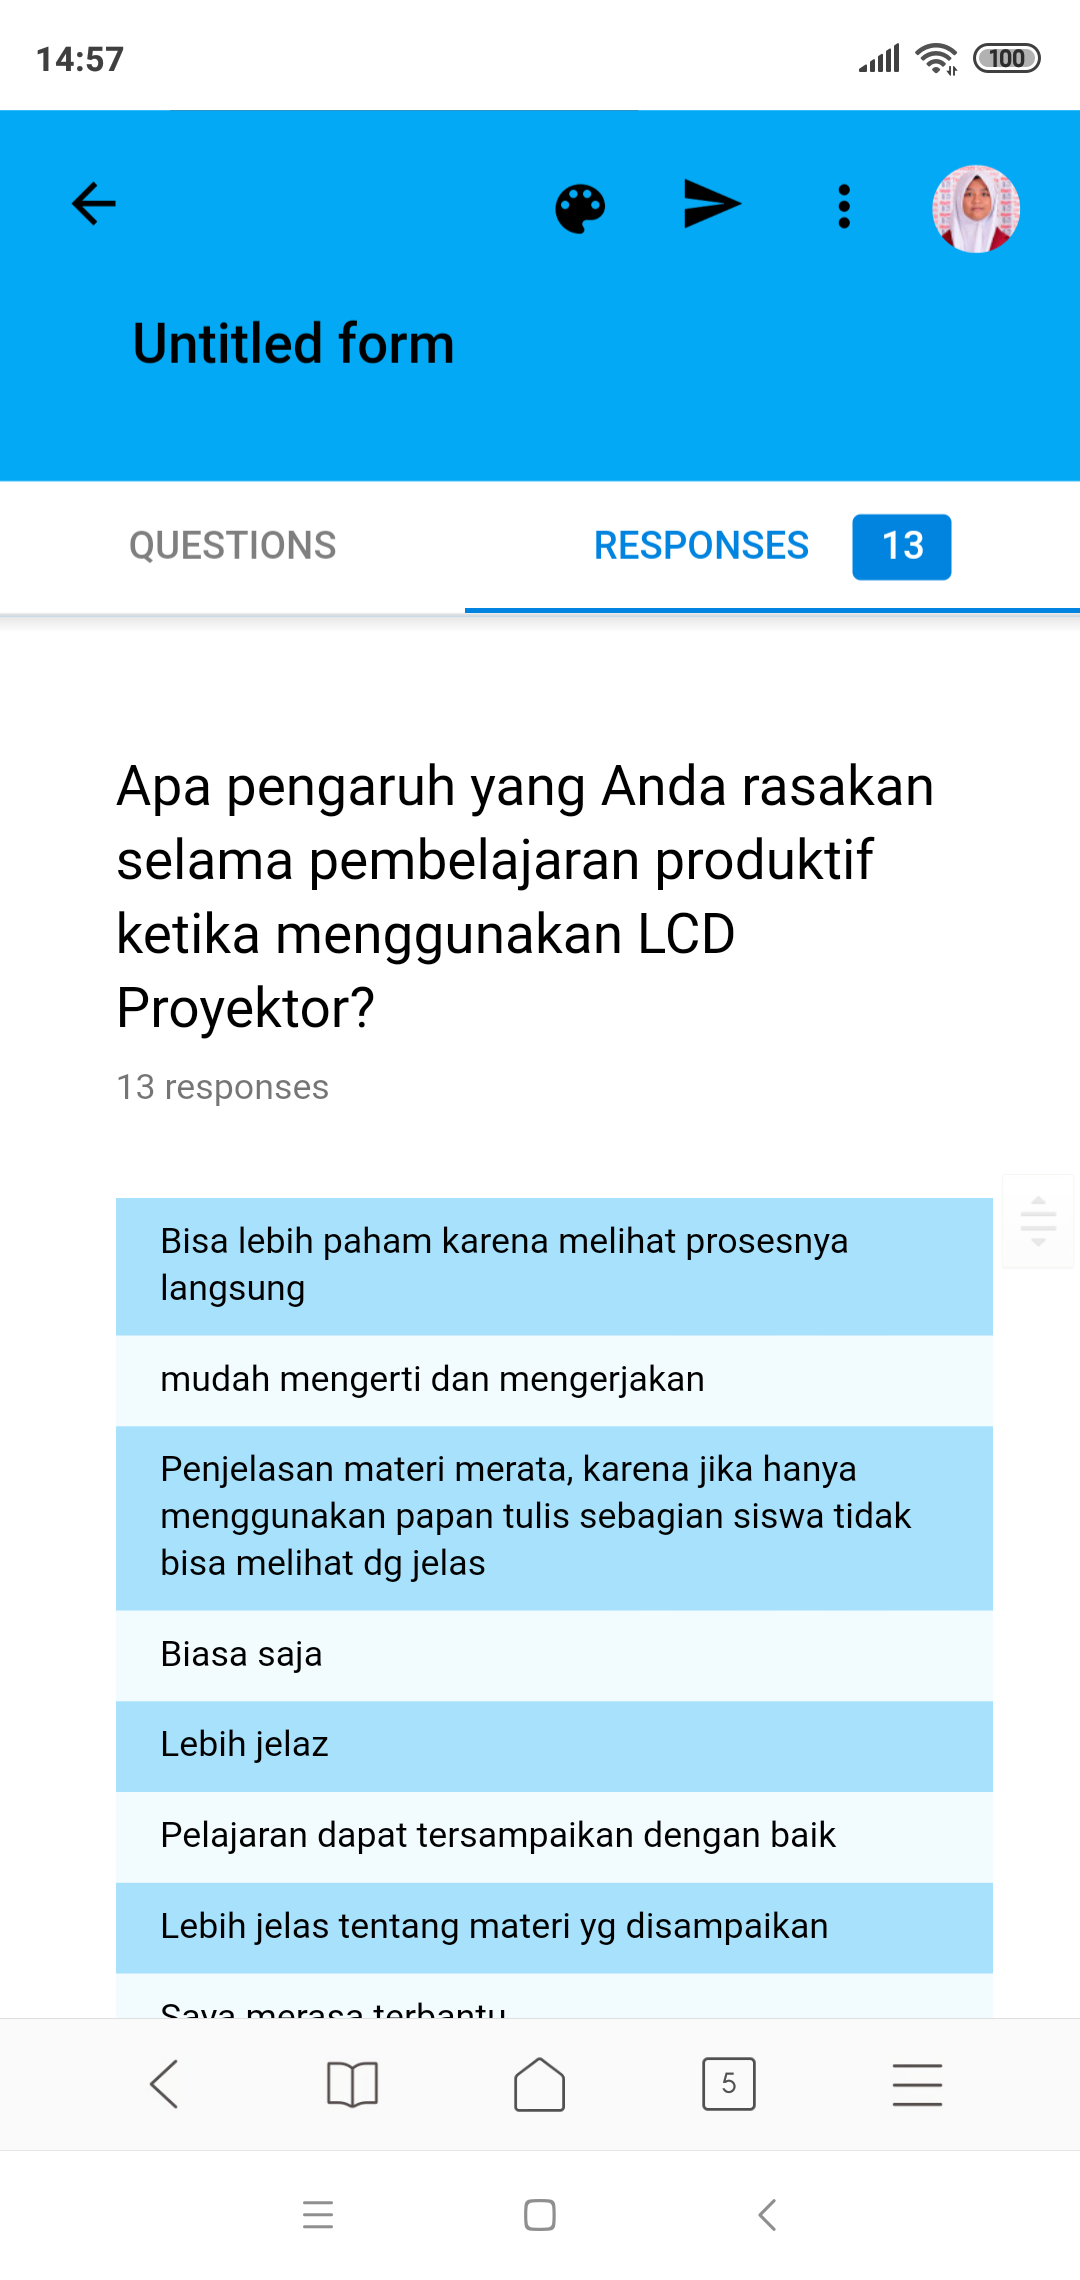 14:57
100
Untitled form
QUESTIONS
RESPONSES
13
Apa pengaruh yang Anda rasakan
selama pembelajaran produktif
ketika menggunakan LCD
Proyektor?
13 responses
Bisa lebih paham karena melihat prosesnya
langsung
mudah mengerti dan mengerjakan
Penjelasan materi merata, karena jika hanya
menggunakan papan tulis sebagian siswa tidak
bisa melihat dg jelas
Biasa saja
Lebih jelaz
Pelajaran dapat tersampaikan dengan baik
Lebih jelas tentang materi yg disampaikan
Saya merasa terbantu
5